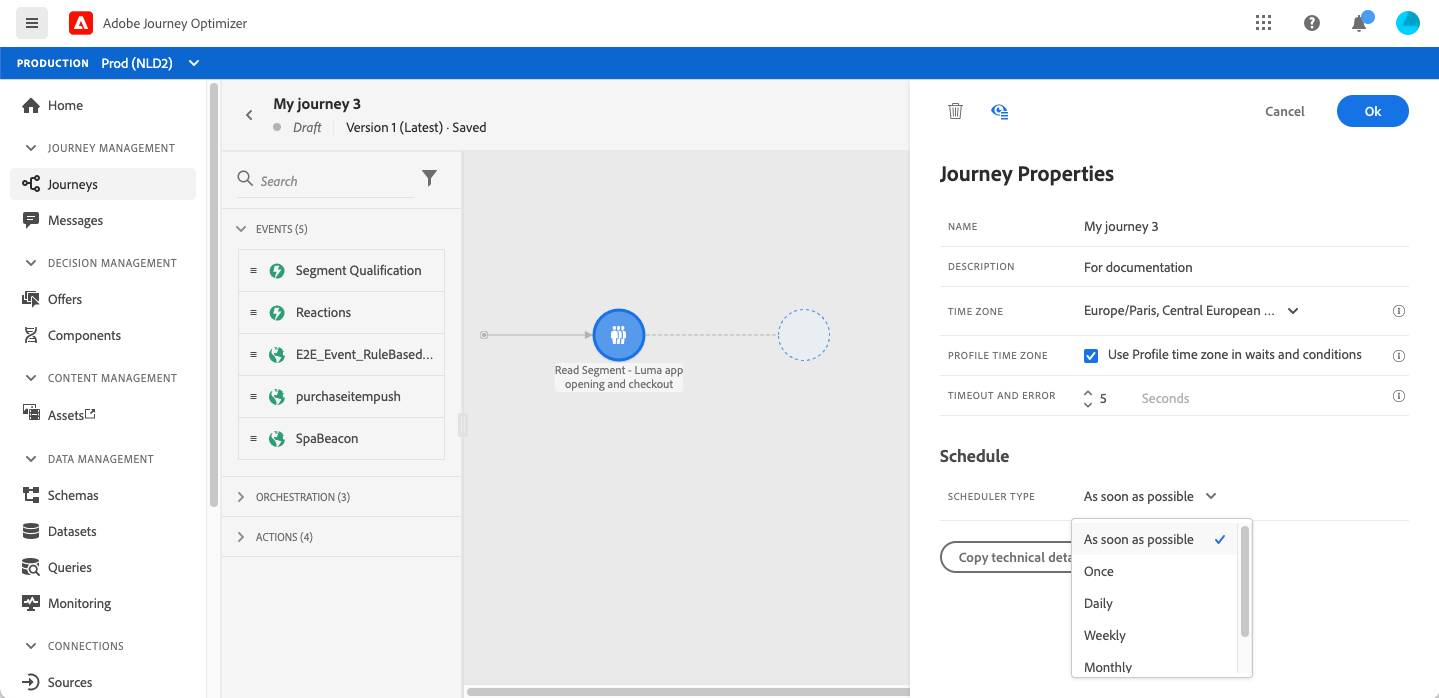 Adobe Journey Optimizer
PRODUCTION Prod (NLD2)
Home
JOURNEY MANAGEMENT
Journeys
Messages
DECISION MANAGEMENT
Offers
Components
CONTENT MANAGEMENT
Assets
DATA MANAGEMENT
Schemas
Datasets
Queries
Monitoring
CONNECTIONS
Sources
My journey 3
Draft Version 1 (Latest) · Saved
Search
EVENTS (5)
Segment Qualification
Reactions
E2E_Event_RuleBased...
purchaseitempush
SpaBeacon
ORCHESTRATION (3)
ACTIONS (4)
Read Segment - Luma app
opening and checkout
Cancel Ok
Journey Properties
NAME My journey 3
DESCRIPTION For documentation
TIME ZONE Europe/Paris, Central European ...
PROFILE TIME ZONE Use Profile time zone in waits and conditions
TIMEOUT AND ERROR 5 Seconds
Schedule
SCHEDULER TYPE As soon as possible
Copy technical deta
As soon as possible
Once
Daily
Weekly
Monthly